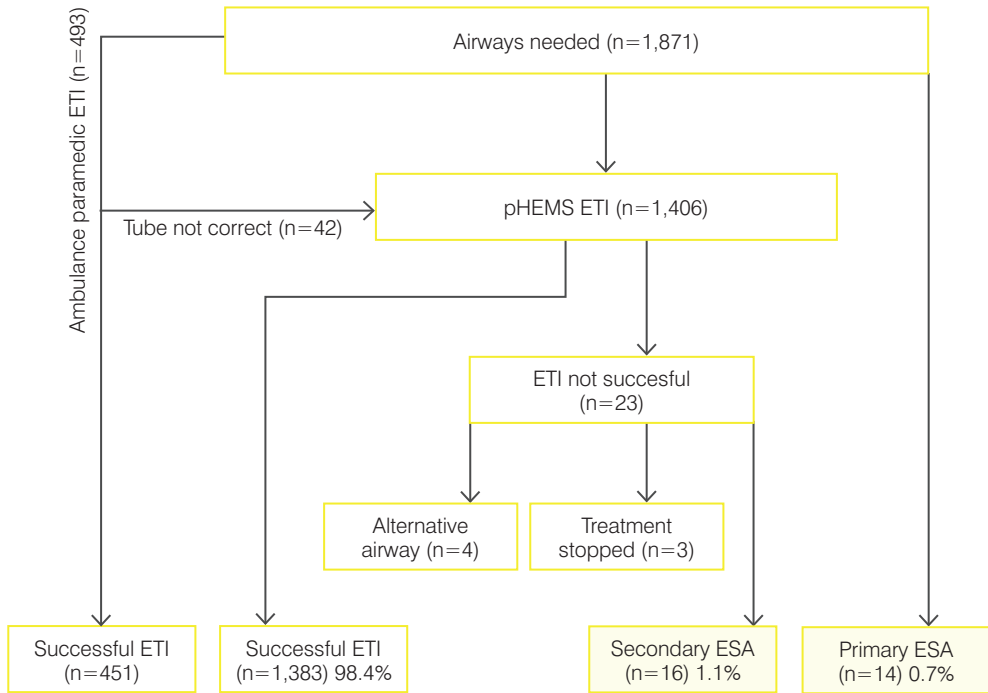 Airways needed (n=1,871)
Ambulance paramedic ETI (n=493)
pHEMS ETI (n=1,406)
Tube not correct (n=42)
ETI not succesful
(n=23)
Alternative
airway (n=4)
Treatment
stopped (n=3)
Successful ETI
(n=451)
Successful ETI
(n=1,383) 98.4%
Secondary ESA
(n=16) 1.1%
Primary ESA
(n=14) 0.7%